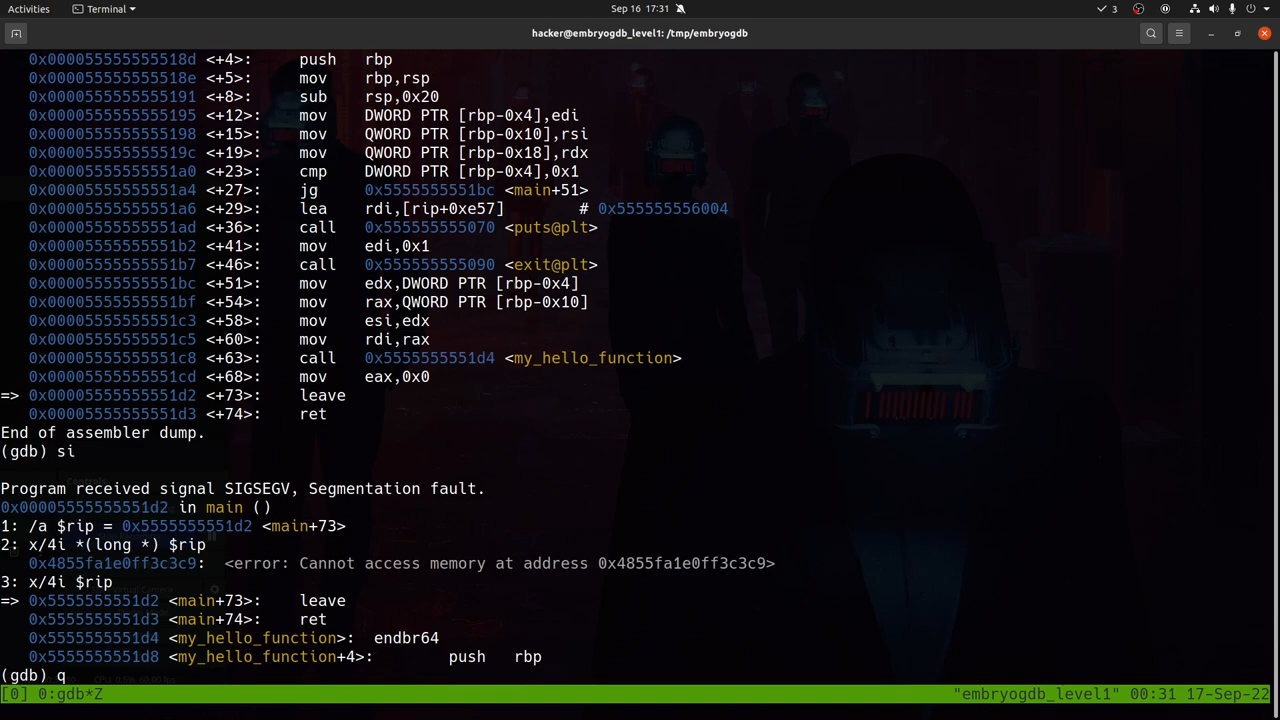 Activities Terminal Sep 16 17:31 3
hacker@embryogdb_level1: /tmp/embryogdb
0x000055555555518d <+4>: push rbp
0x000055555555518e <+5>: mov rbp,rsp
0x0000555555555191 <+8>: sub rsp,0x20
0x0000555555555195 <+12>: mov DWORD PTR [rbp-0x4],edi
0x0000555555555198 <+15>: mov QWORD PTR [rbp-0x10],rsi
0x000055555555519c <+19>: mov QWORD PTR [rbp-0x18],rdx
0x00005555555551a0 <+23>: cmp DWORD PTR [rbp-0x4],0x1
0x00005555555551a4 <+27>: jg 0x5555555551bc <main+51>
0x00005555555551a6 <+29>: lea rdi,[rip+0xe57] # 0x555555556004
0x00005555555551ad <+36>: call 0x555555555070 <puts@plt>
0x00005555555551b2 <+41>: mov edi,0x1
0x00005555555551b7 <+46>: call 0x555555555090 <exit@plt>
0x00005555555551bc <+51>: mov edx,DWORD PTR [rbp-0x4]
0x00005555555551bf <+54>: mov rax,QWORD PTR [rbp-0x10]
0x00005555555551c3 <+58>: mov esi,edx
0x00005555555551c5 <+60>: mov rdi,rax
0x00005555555551c8 <+63>: call 0x5555555551d4 <my_hello_function>
0x00005555555551cd <+68>: mov eax,0x0
=> 0x00005555555551d2 <+73>: leave
0x00005555555551d3 <+74>: ret
End of assembler dump.
(gdb) si
Program received signal SIGSEGV, Segmentation fault.
0x00005555555551d2 in main ()
1: /a $rip = 0x5555555551d2 <main+73>
2: x/4i *(long *) $rip
0x4855fa1e0ff3c3c9: <error: Cannot access memory at address 0x4855fa1e0ff3c3c9>
3: x/4i $rip
=> 0x5555555551d2 <main+73>: leave
0x5555555551d3 <main+74>: ret
0x5555555551d4 <my_hello_function>: endbr64
0x5555555551d8 <my_hello_function+4>: push rbp
(gdb) q
[0] 0:gdb*Z "embryogdb_level1" 00:31 17-Sep-22